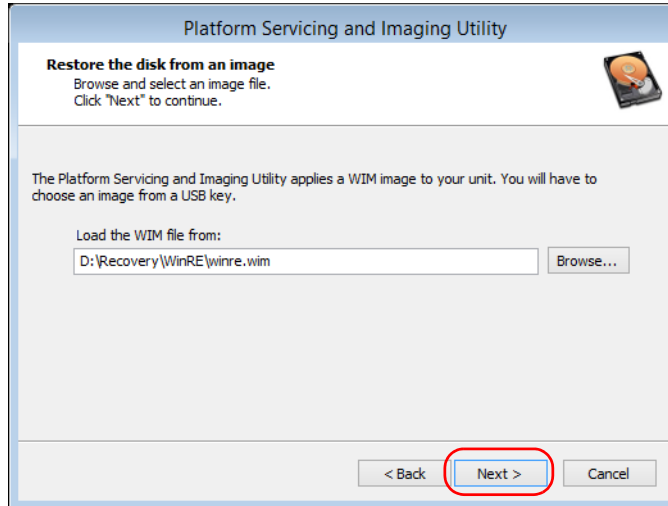 Platform Servicing and Imaging Utility
Restore the disk from an image
Browse and select an image file.
Click "Next" to continue.
The Platform Servicing and Imaging Utility applies a WIM image to your unit. You will have to
choose an image from a USB key.
Load the WIM file from:
D:\Recovery\WinRE\winre.wim
Browse...
< Back
Next >
Cancel